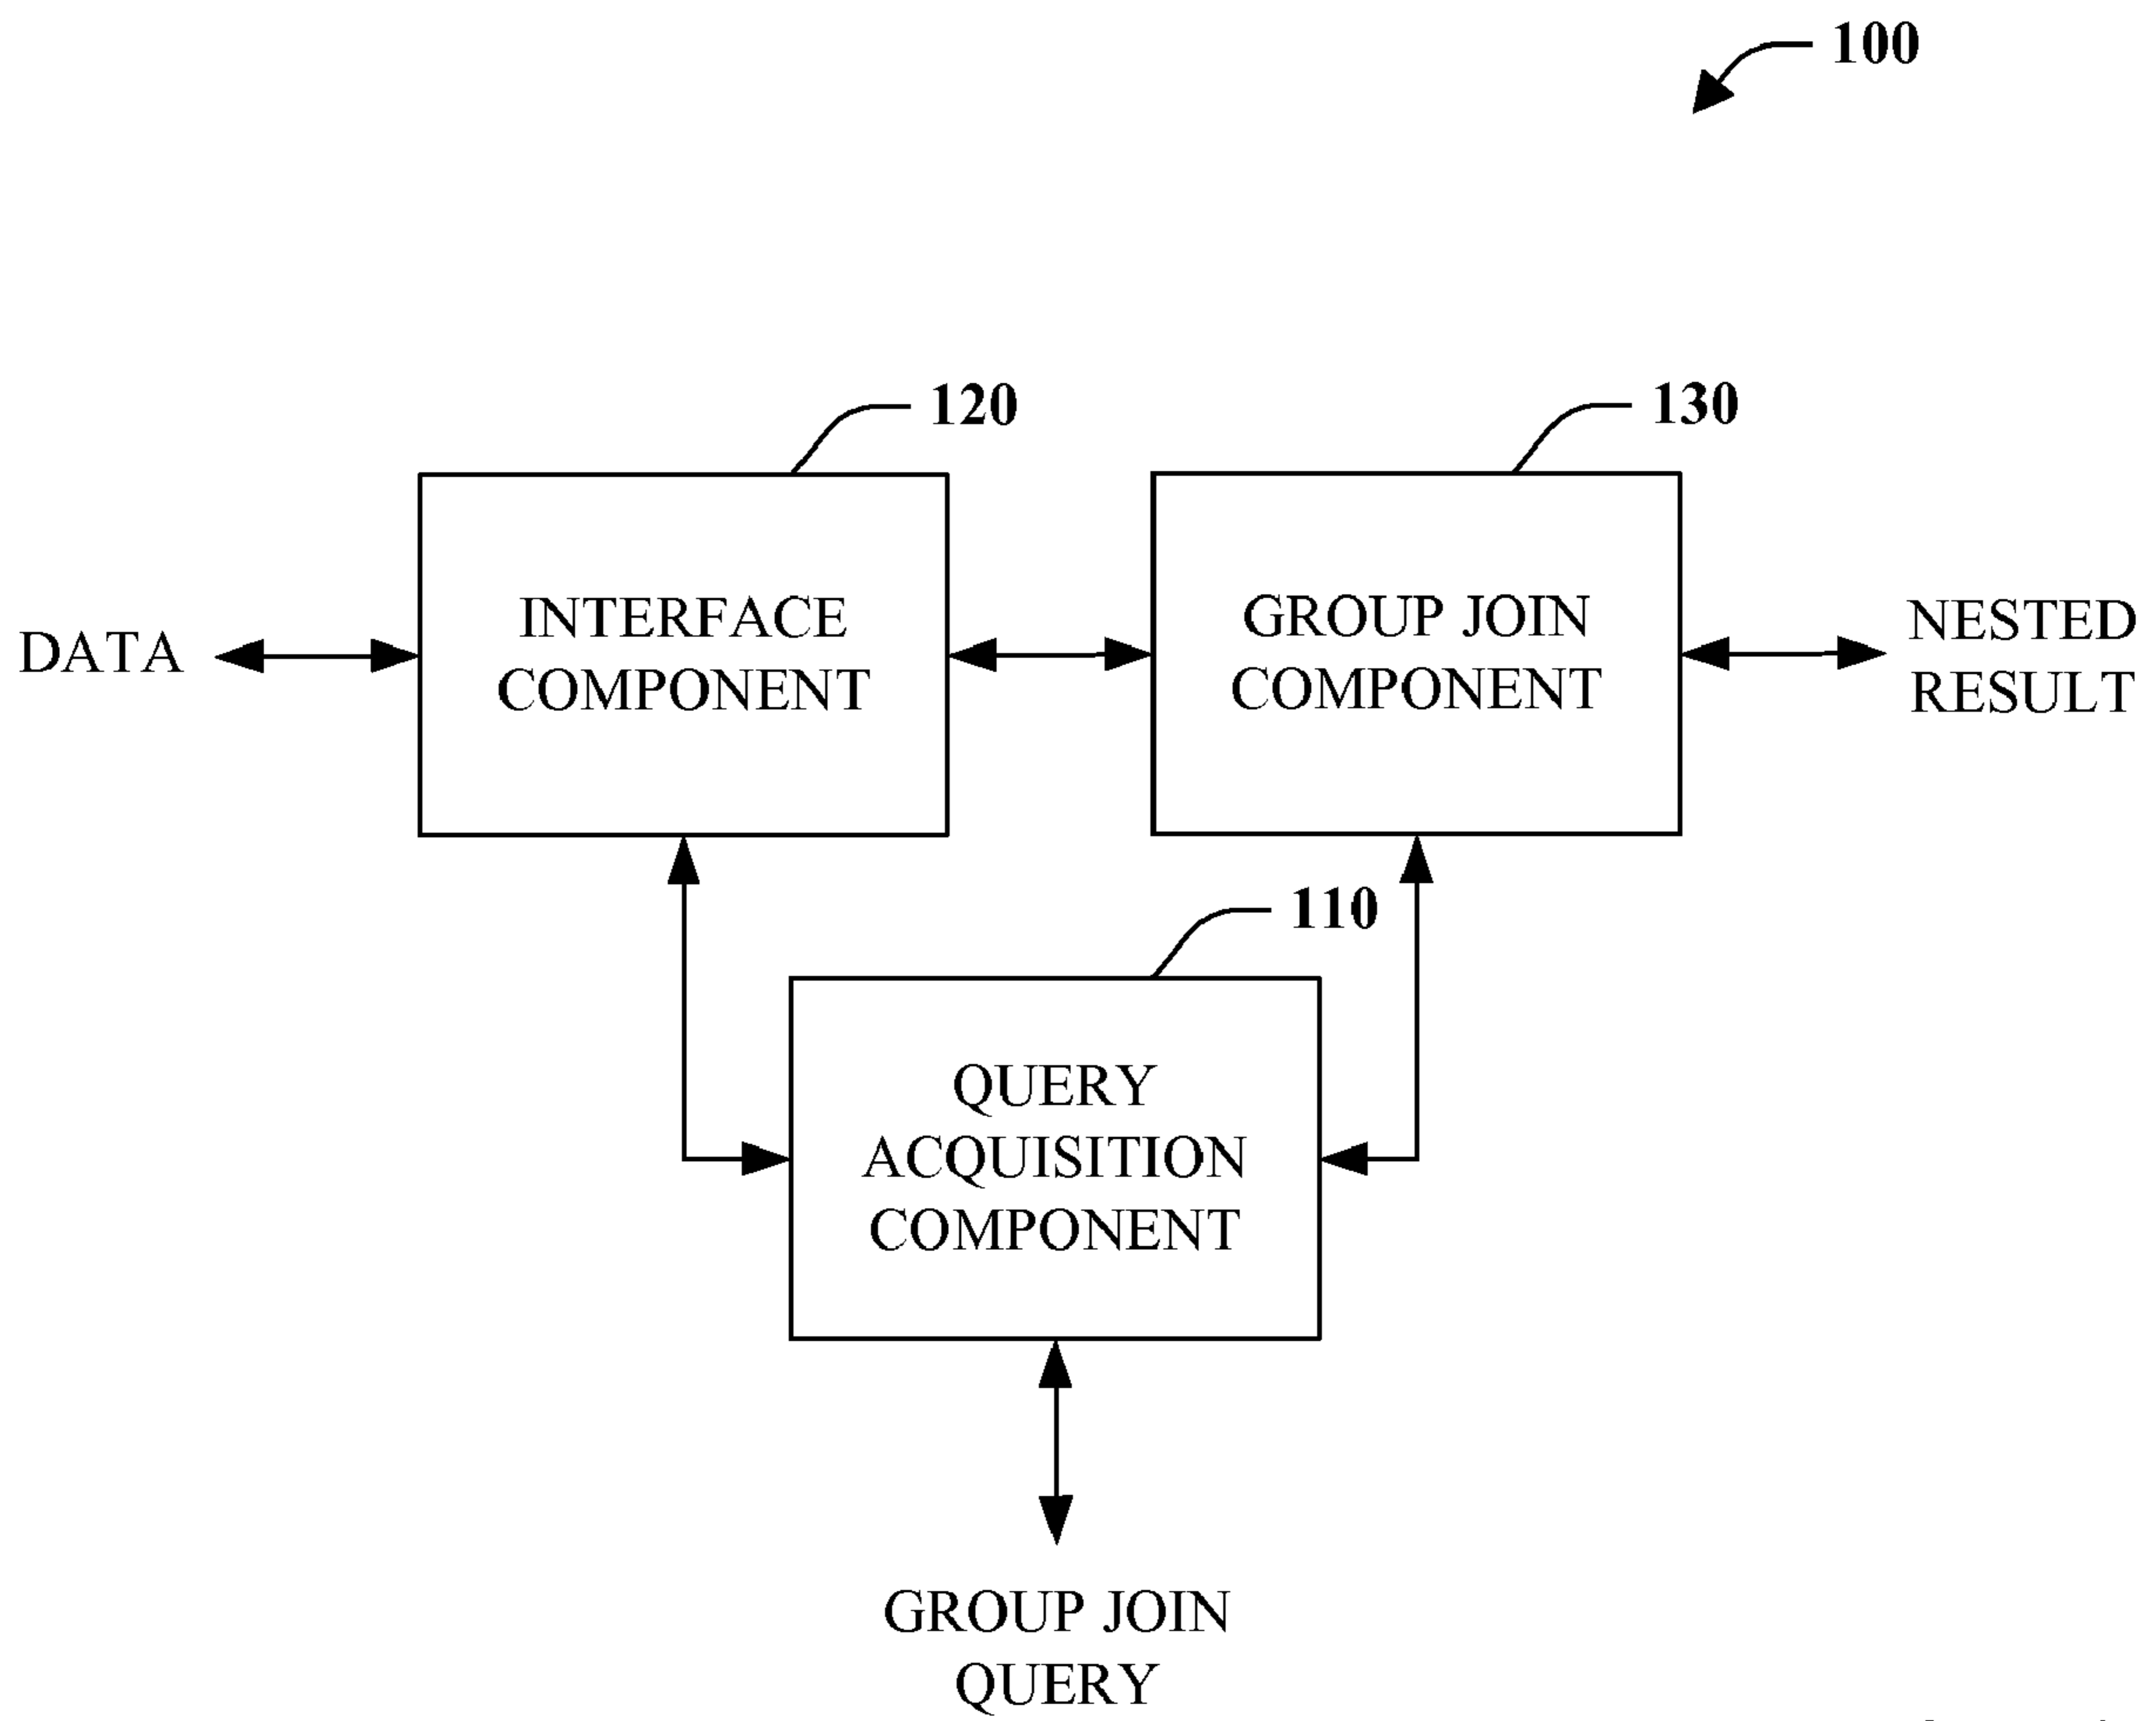 100
120
130
INTERFACE
COMPONENT
GROUP JOIN
COMPONENT
DATA
NESTED
RESULT
110
QUERY
ACQUISITION
COMPONENT
GROUP JOIN
QUERY